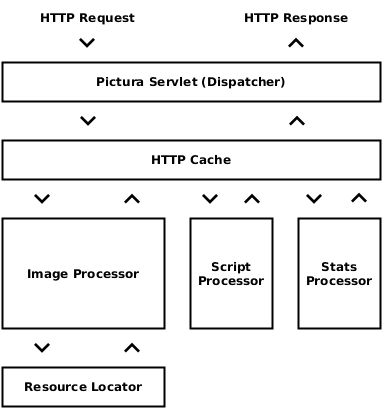 HTTP Request
HTTP Response
Pictura Servlet (Dispatcher)
HTTP Cache
Image Processor
Script
Processor
Stats
Processor
Resource Locator